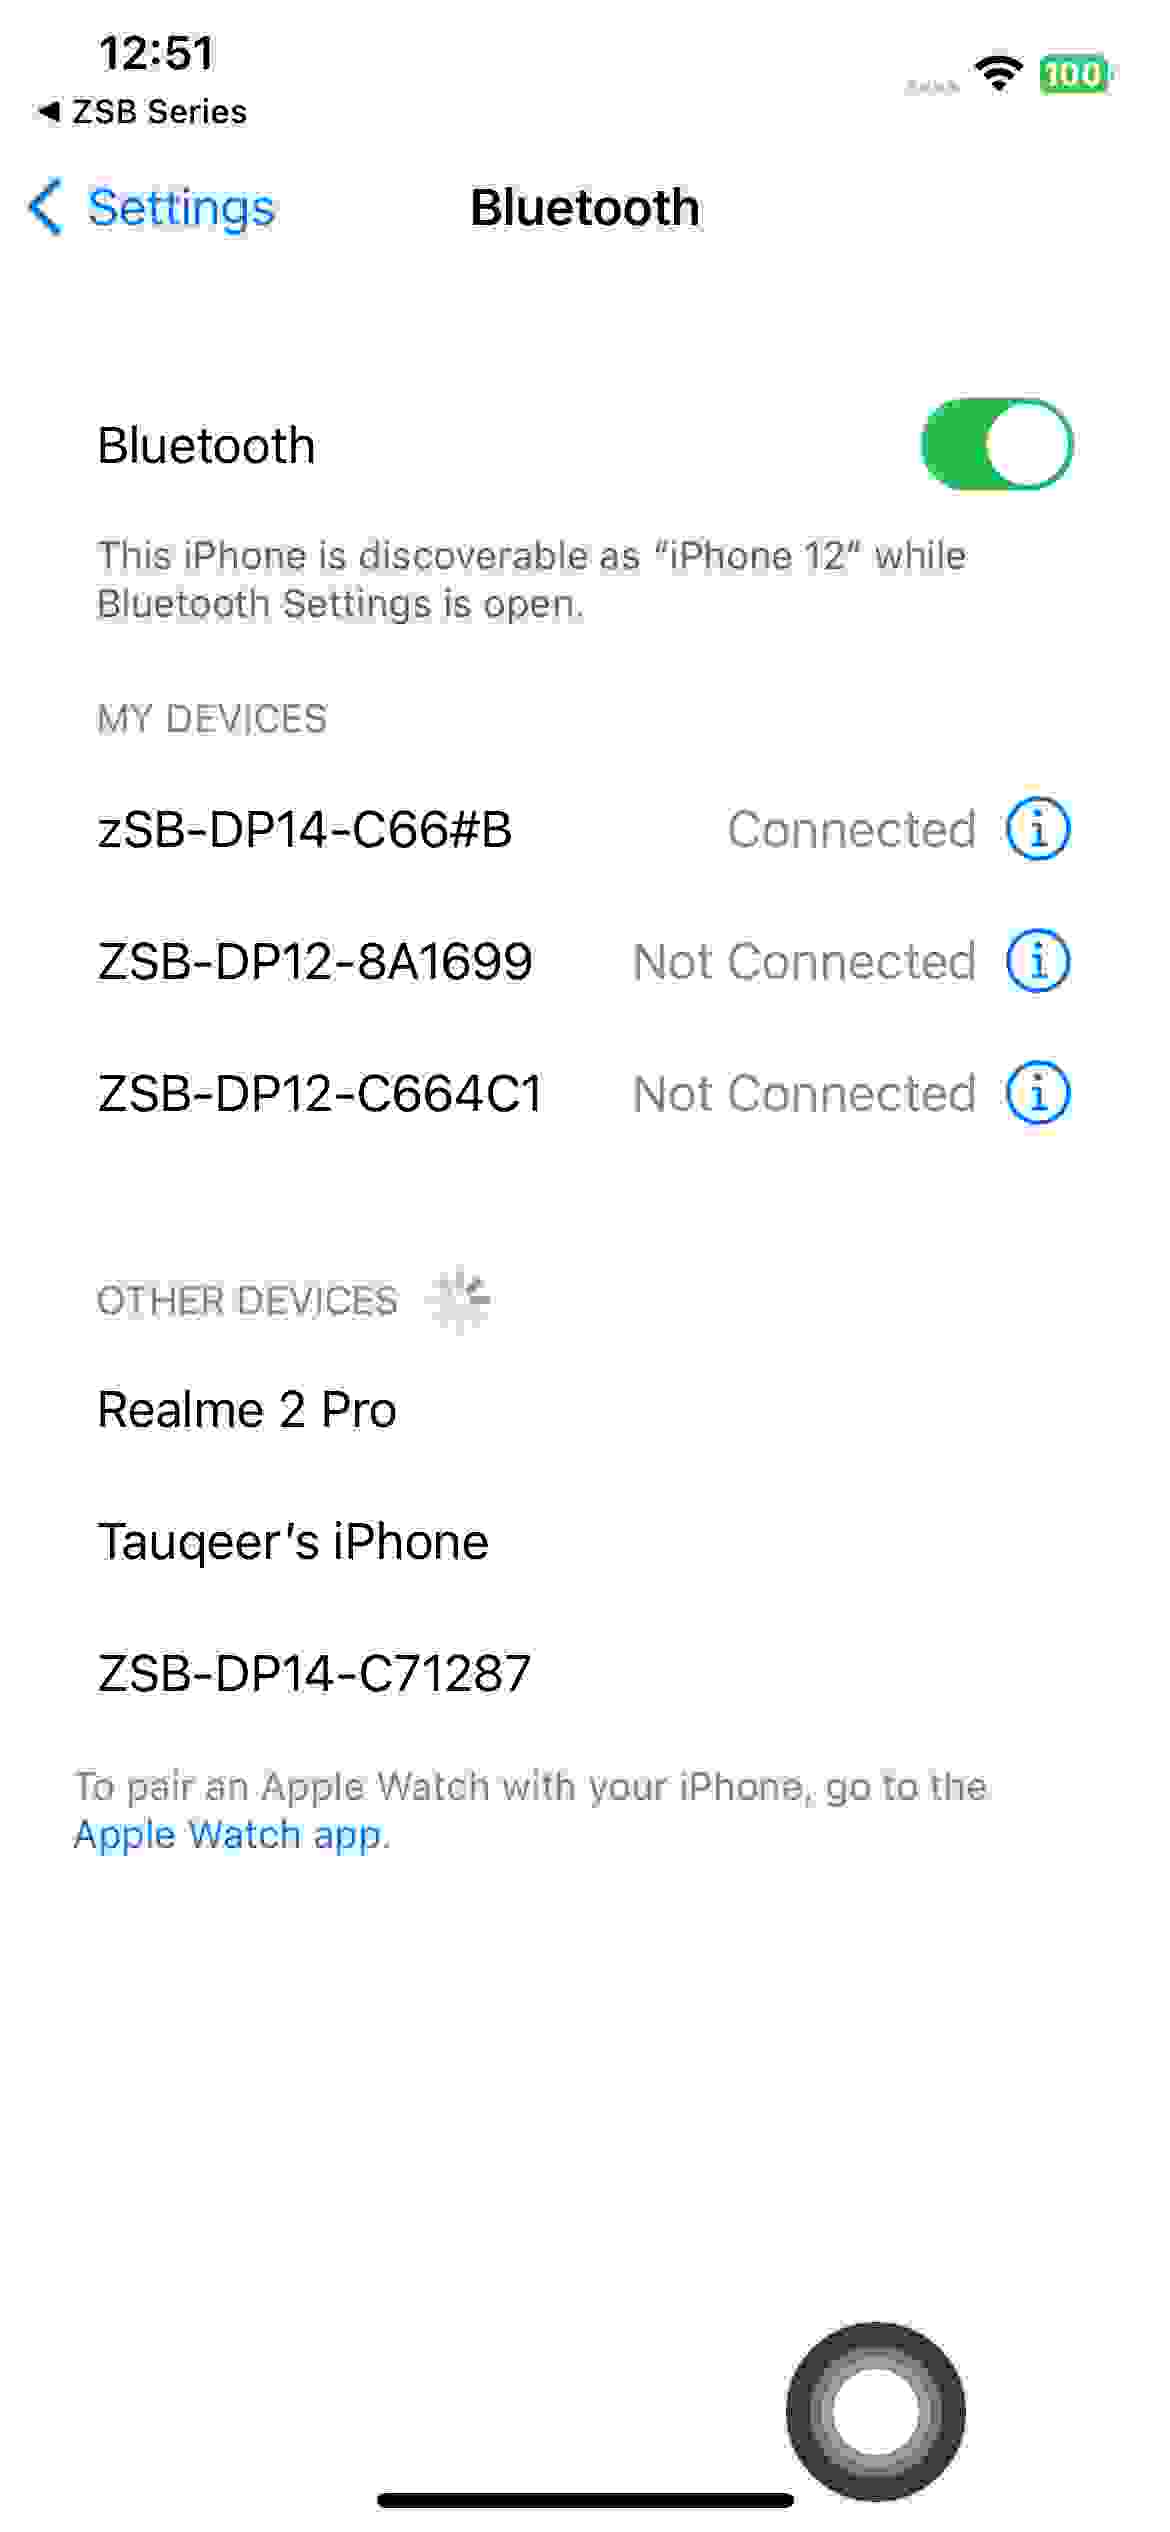 12:51
100
◀ ZSB Series
Settings
Bluetooth
Bluetooth
This iPhone is discoverable as “iPhone 12” while
Bluetooth Settings is open.
MY DEVICES
zSB-DP14-C66#B Connected
ZSB-DP12-8A1699 Not Connected
ZSB-DP12-C664C1 Not Connected
OTHER DEVICES
Realme 2 Pro
Tauqeer’s iPhone
ZSB-DP14-C71287
To pair an Apple Watch with your iPhone, go to the
Apple Watch app.